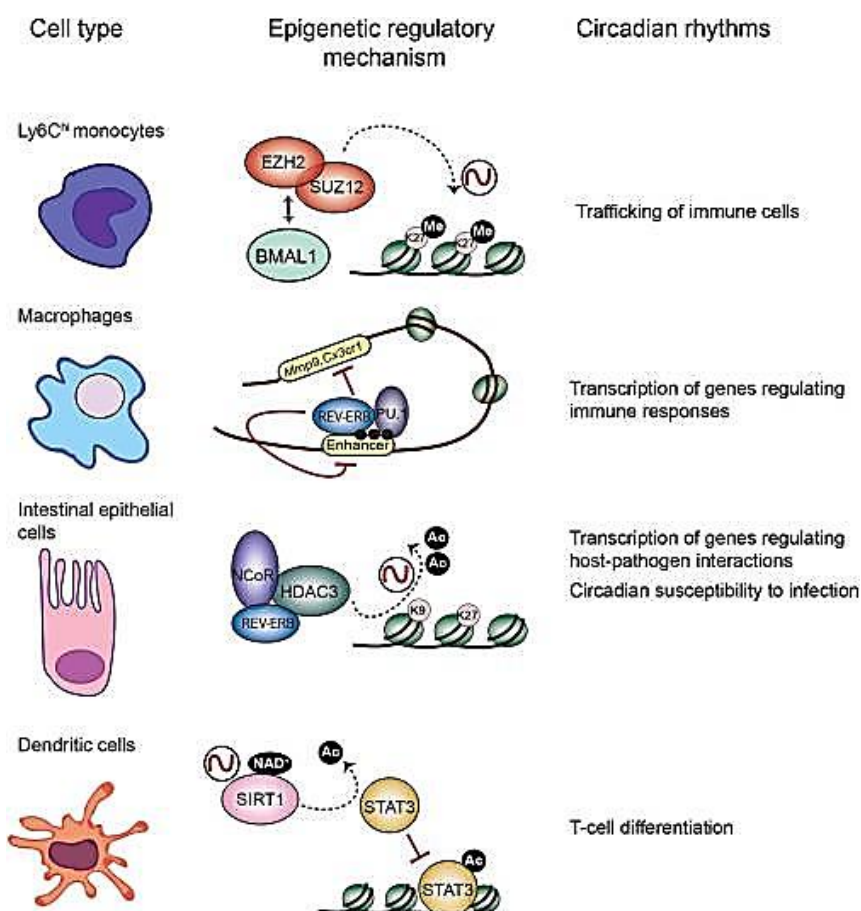 Cell type
Epigenetic regulatory
mechanism
Circadian rhythms
Ly6Cʰⁱ monocytes
EZH2
SUZ12
BMAL1
K27
Me
K27
Me
Trafficking of immune cells
Macrophages
Mmp9,Cx3cr1
REV-ERB
PU.1
Enhancer
Transcription of genes regulating
immune responses
Intestinal epithelial
cells
NCoR
HDAC3
REV-ERB
Ac
Ac
K9
K27
Transcription of genes regulating
host-pathogen interactions
Circadian susceptibility to infection
Dendritic cells
NAD⁺
SIRT1
Ac
STAT3
Ac
STAT3
T-cell differentiation